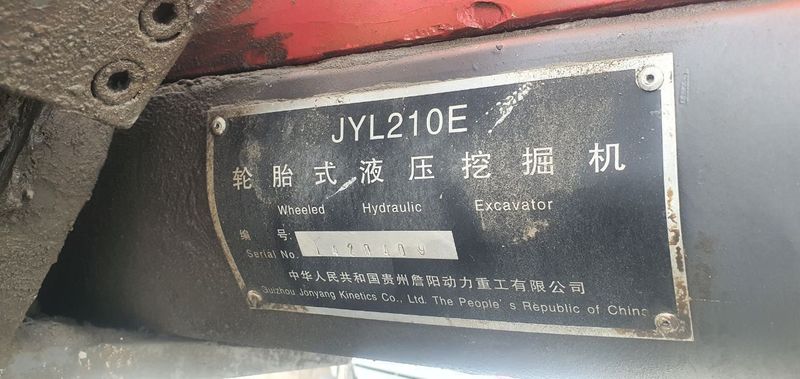 JYL210E
轮胎式液压挖掘机
Wheeled Hydraulic Excavator
编 号:
Serial No. 1420409
中华人民共和国贵州詹阳动力重工有限公司
Guizhou Jonyang Kinetics Co., Ltd. The People's Republic of China